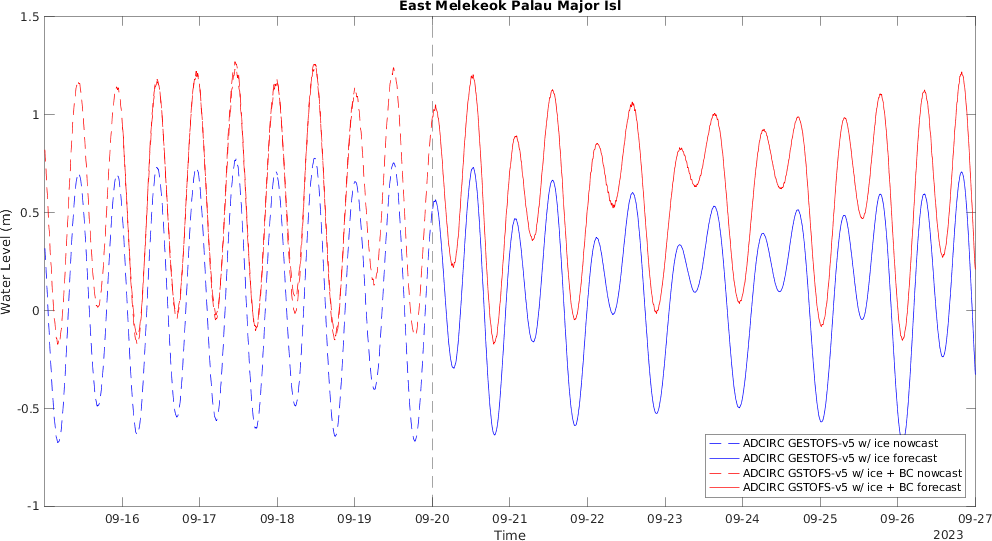 East Melekeok Palau Major Isl
1.5
1
0.5
0
-0.5
-1
Water Level (m)
ADCIRC GESTOFS-v5 w/ ice nowcast
ADCIRC GESTOFS-v5 w/ ice forecast
ADCIRC GSTOFS-v5 w/ ice + BC nowcast
ADCIRC GSTOFS-v5 w/ ice + BC forecast
09-16 09-17 09-18 09-19 09-20 09-21 09-22 09-23 09-24 09-25 09-26 09-27
Time
2023